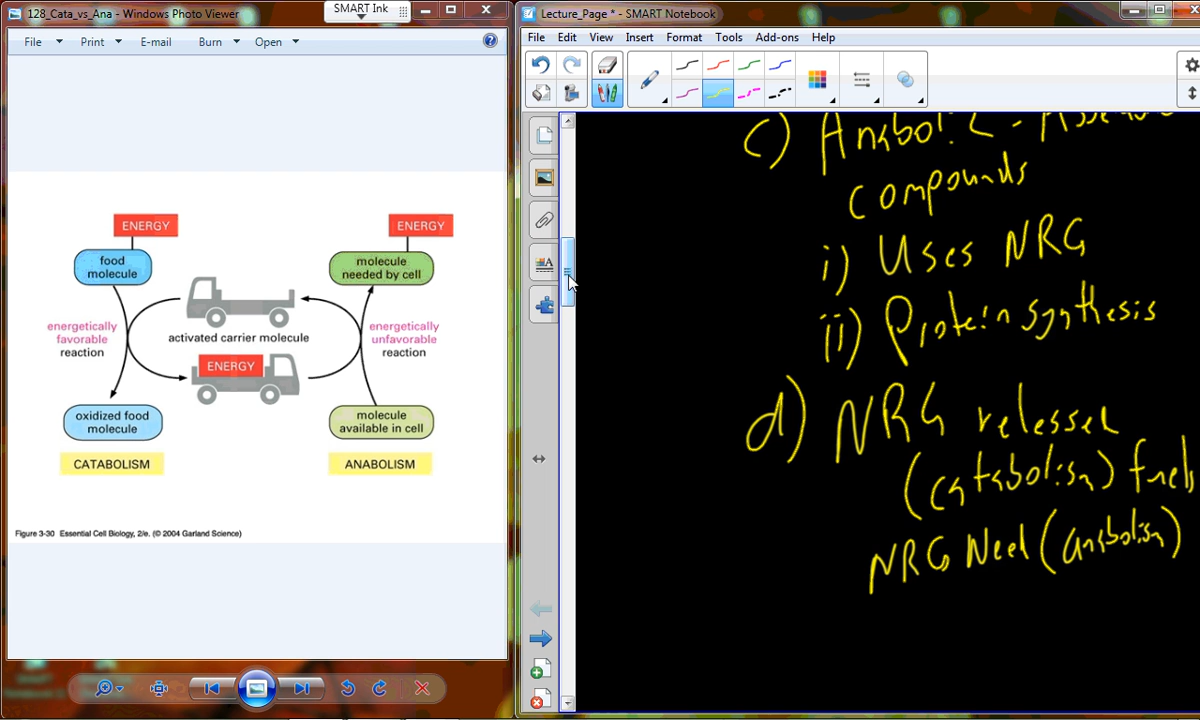 128_Cata_vs_Ana - Windows Photo Viewer
SMART Ink
File Print E-mail Burn Open
ENERGY
ENERGY
food
molecule
molecule
needed by cell
energetically
favorable
reaction
activated carrier molecule
energetically
unfavorable
reaction
ENERGY
oxidized food
molecule
molecule
available in cell
CATABOLISM
ANABOLISM
Figure 3-30 Essential Cell Biology, 2/e. (© 2004 Garland Science)
Lecture_Page * - SMART Notebook
File Edit View Insert Format Tools Add-ons Help
c)
compounds
i) Uses NRG
ii) Protein synthesis
d) NRG released
(catabolism) fuels
NRG Need (anabolism)